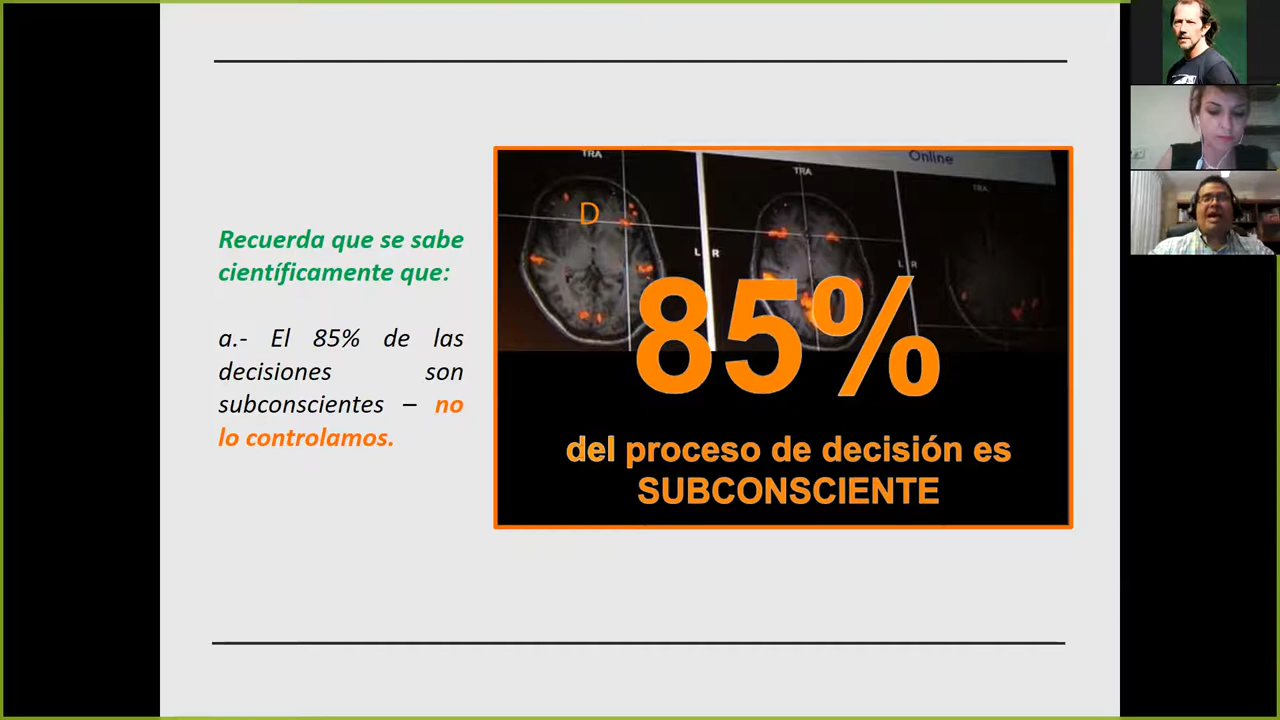 Recuerda que se sabe
científicamente que:
a.- El 85% de las
decisiones son
subconscientes – no
lo controlamos.
TRA
TRA
TRA
Online
D
L R
L R
85%
del proceso de decisión es
SUBCONSCIENTE